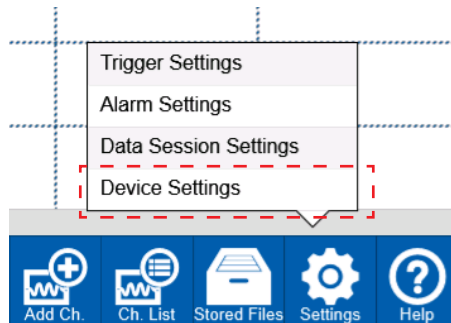 Trigger Settings
Alarm Settings
Data Session Settings
Device Settings
Add Ch. Ch. List Stored Files Settings Help